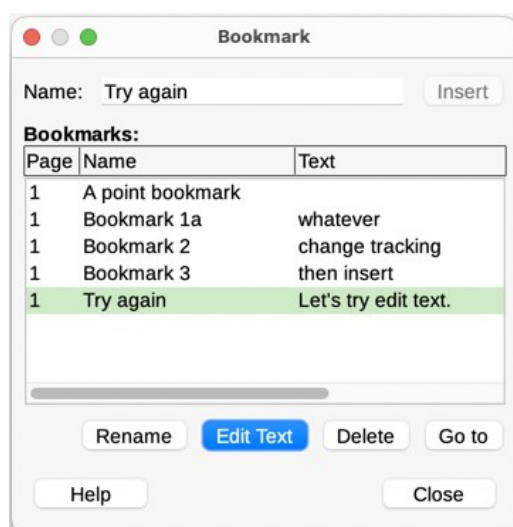 Bookmark
Name: Try again Insert
Bookmarks:
Page Name Text
1 A point bookmark
1 Bookmark 1a whatever
1 Bookmark 2 change tracking
1 Bookmark 3 then insert
1 Try again Let's try edit text.
Rename Edit Text Delete Go to
Help Close